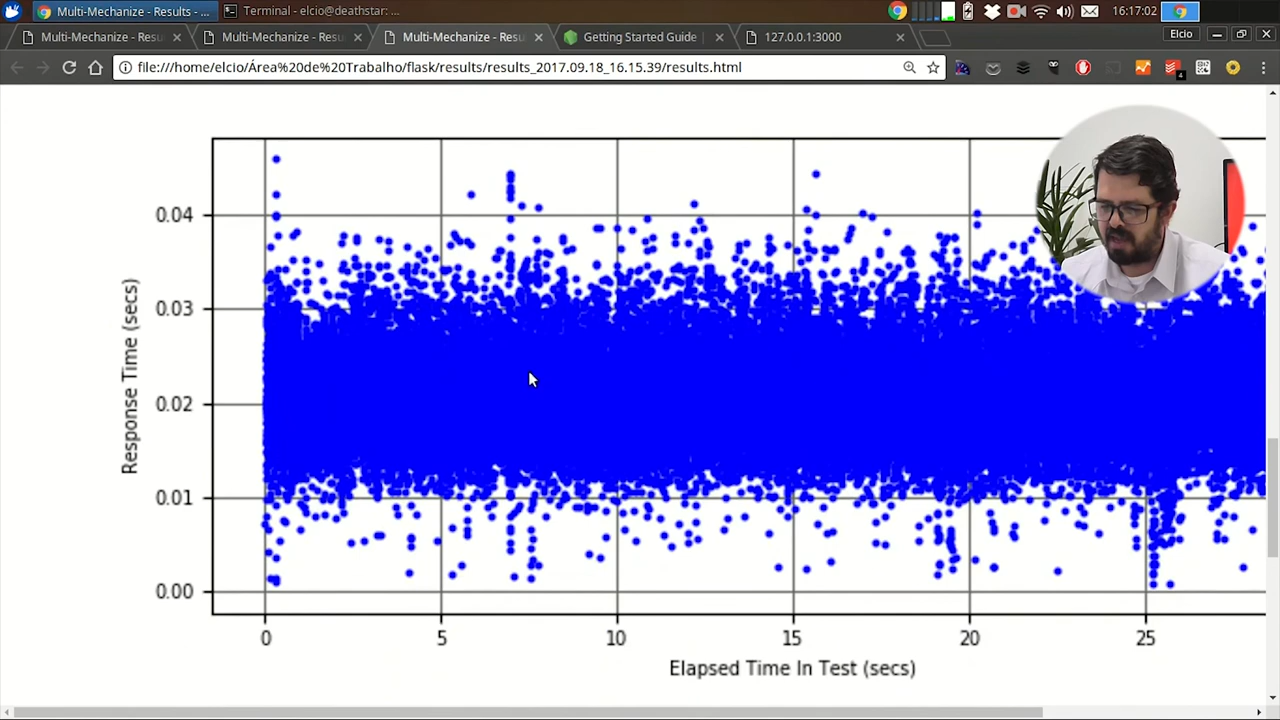 Multi-Mechanize - Results - ...
Terminal - elcio@deathstar: ...
16:17:02
Multi-Mechanize - Resu
Multi-Mechanize - Resu
Multi-Mechanize - Resu
Getting Started Guide
127.0.0.1:3000
Elcio
file:///home/elcio/Área%20de%20Trabalho/flask/results/results_2017.09.18_16.15.39/results.html
4
0.04
0.03
0.02
0.01
0.00
Response Time (secs)
0 5 10 15 20 25
Elapsed Time In Test (secs)